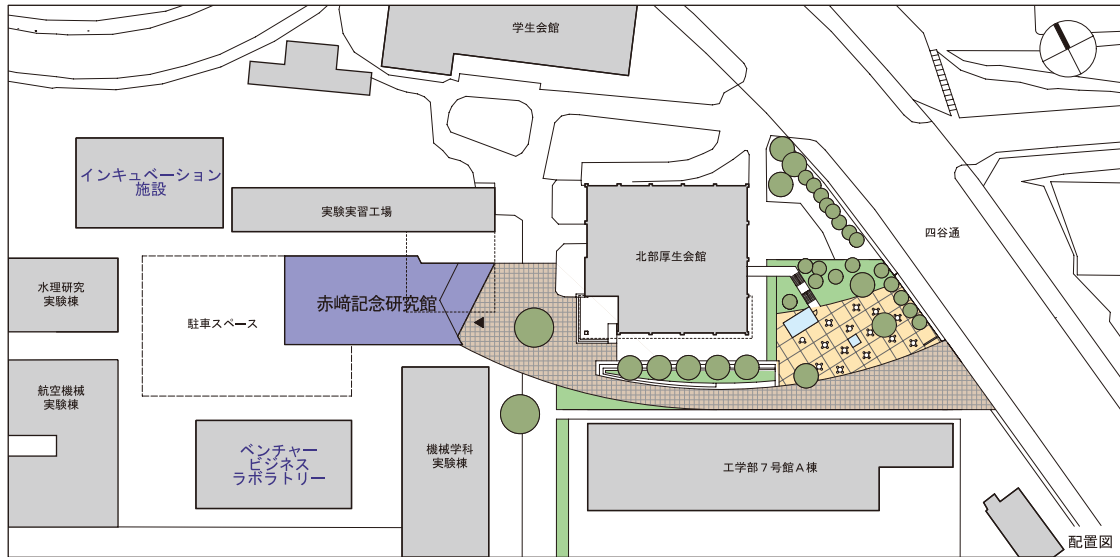 学生会館
インキュベーション
施設
実験実習工場
四谷通
北部厚生会館
水理研究
実験棟
赤﨑記念研究館
駐車スペース
航空機械
実験棟
ベンチャー
ビジネス
ラボラトリー
機械学科
実験棟
工学部7号館A棟
配置図